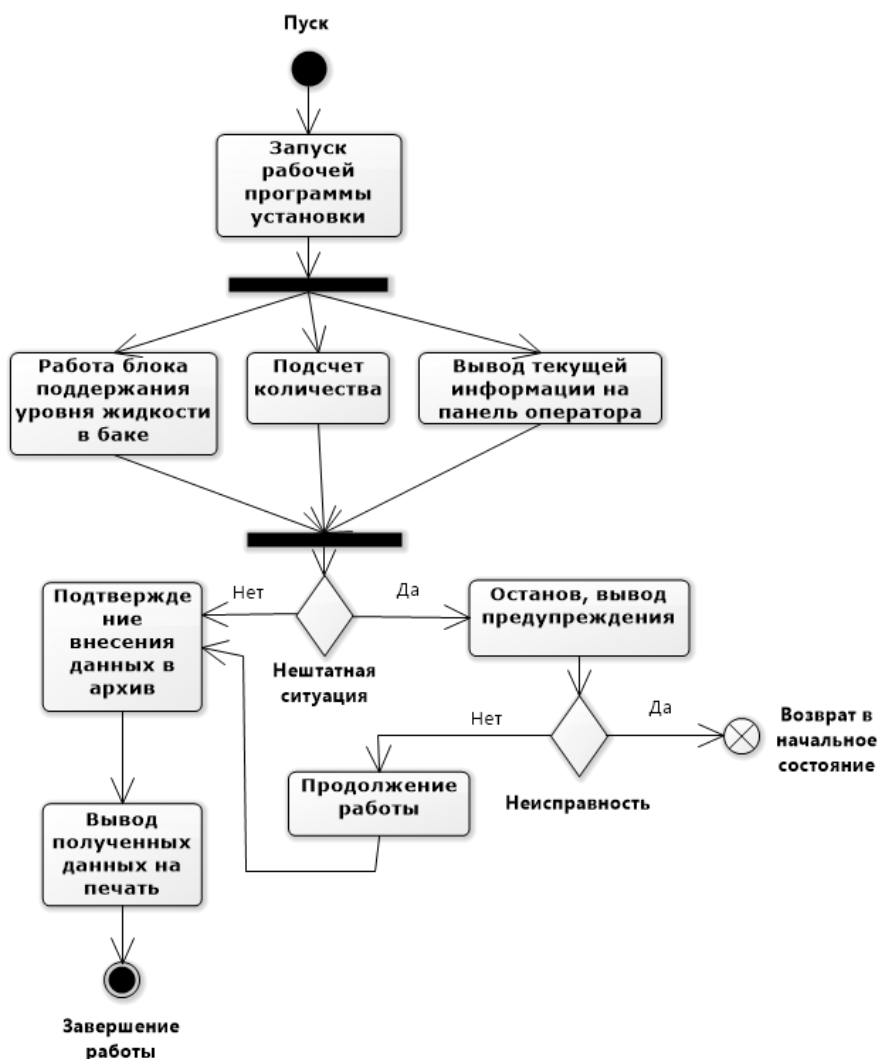 Пуск
Запуск
рабочей
программы
установки
Работа блока
поддержания
уровня жидкости
в баке
Подсчет
количества
Вывод текущей
информации на
панель оператора
Нет
Да
Нештатная
ситуация
Подтвержде
ние
внесения
данных в
архив
Останов, вывод
предупреждения
Нет
Да
Неисправность
Возврат в
начальное
состояние
Продолжение
работы
Вывод
полученных
данных на
печать
Завершение
работы